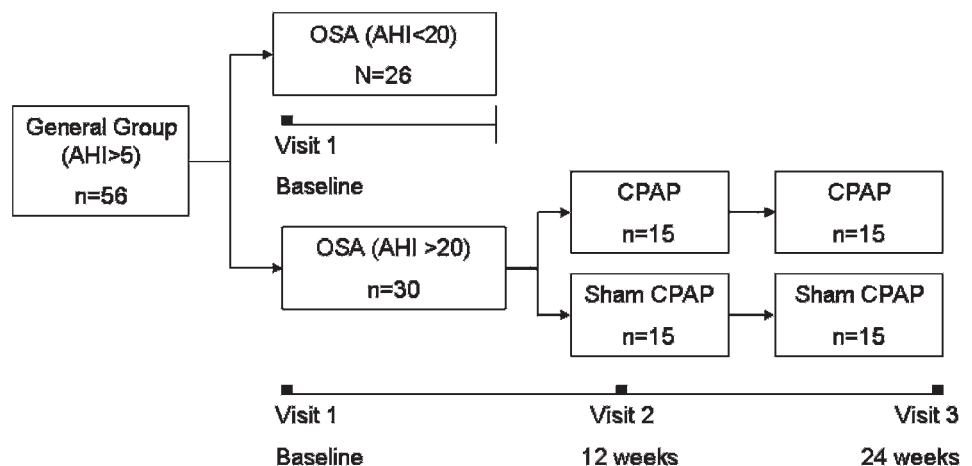 General Group
(AHI>5)
n=56
OSA (AHI<20)
N=26
Visit 1
Baseline
OSA (AHI >20)
n=30
CPAP
n=15
CPAP
n=15
Sham CPAP
n=15
Sham CPAP
n=15
Visit 1
Visit 2
Visit 3
Baseline
12 weeks
24 weeks